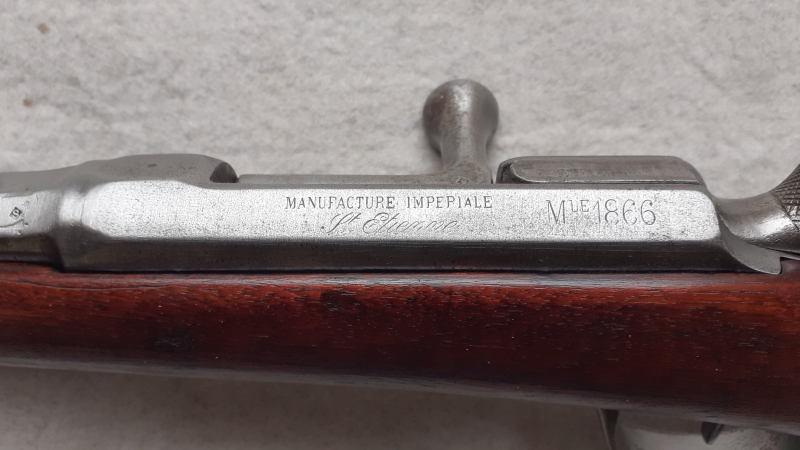 MANUFACTURE IMPERIALE
St Etienne
MLE 1866